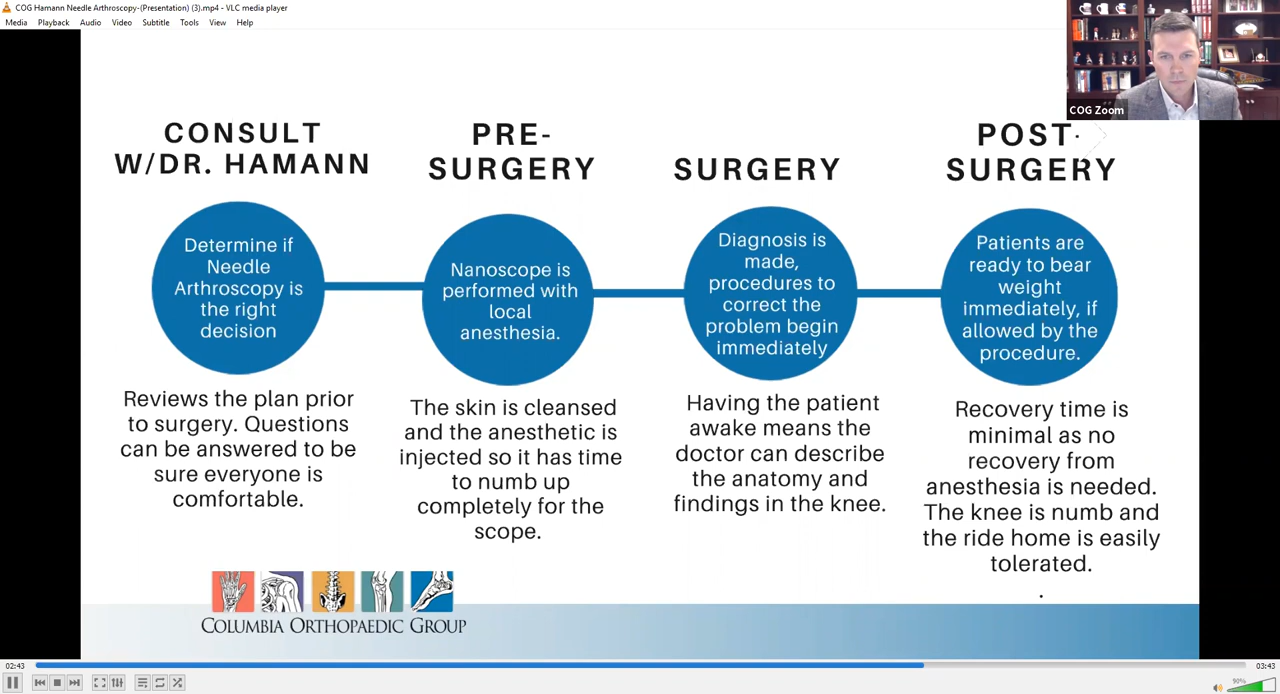 COG Hamann Needle Arthroscopy-(Presentation) (3).mp4 - VLC media player
Media Playback Audio Video Subtitle Tools View Help
COG Zoom
CONSULT
W/DR. HAMANN
Determine if
Needle
Arthroscopy is
the right
decision
Reviews the plan prior
to surgery. Questions
can be answered to be
sure everyone is
comfortable.
PRE-
SURGERY
Nanoscope is
performed with
local
anesthesia.
The skin is cleansed
and the anesthetic is
injected so it has time
to numb up
completely for the
scope.
SURGERY
Diagnosis is
made,
procedures to
correct the
problem begin
immediately
Having the patient
awake means the
doctor can describe
the anatomy and
findings in the knee.
POST-
SURGERY
Patients are
ready to bear
weight
immediately, if
allowed by the
procedure.
Recovery time is
minimal as no
recovery from
anesthesia is needed.
The knee is numb and
the ride home is easily
tolerated.
.
COLUMBIA ORTHOPAEDIC GROUP
02:43
03:43
90%